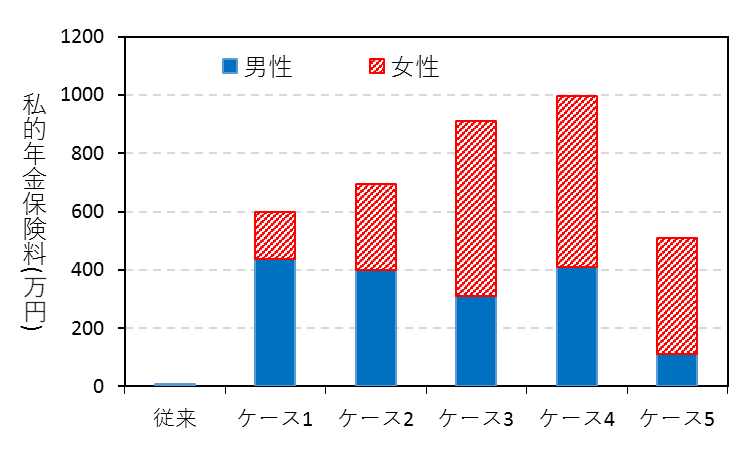 1200
1000
800
600
400
200
0
私的年金保険料(万円)
男性
女性
従来
ケース1
ケース2
ケース3
ケース4
ケース5